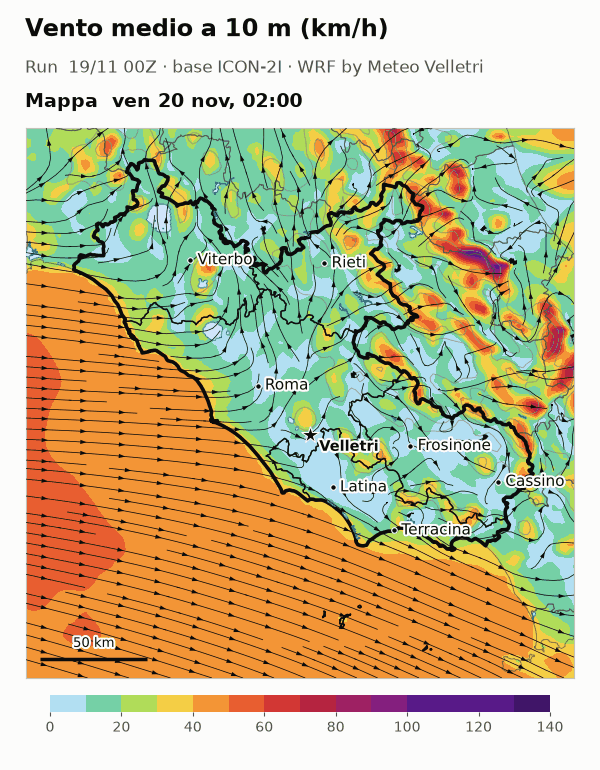 Vento medio a 10 m (km/h)
Run  19/11 00Z · base ICON-2I · WRF by Meteo Velletri
Mappa  ven 20 nov, 02:00
Viterbo
Rieti
Roma
Velletri
Frosinone
Cassino
Latina
Terracina
50 km
0 20 40 60 80 100 120 140